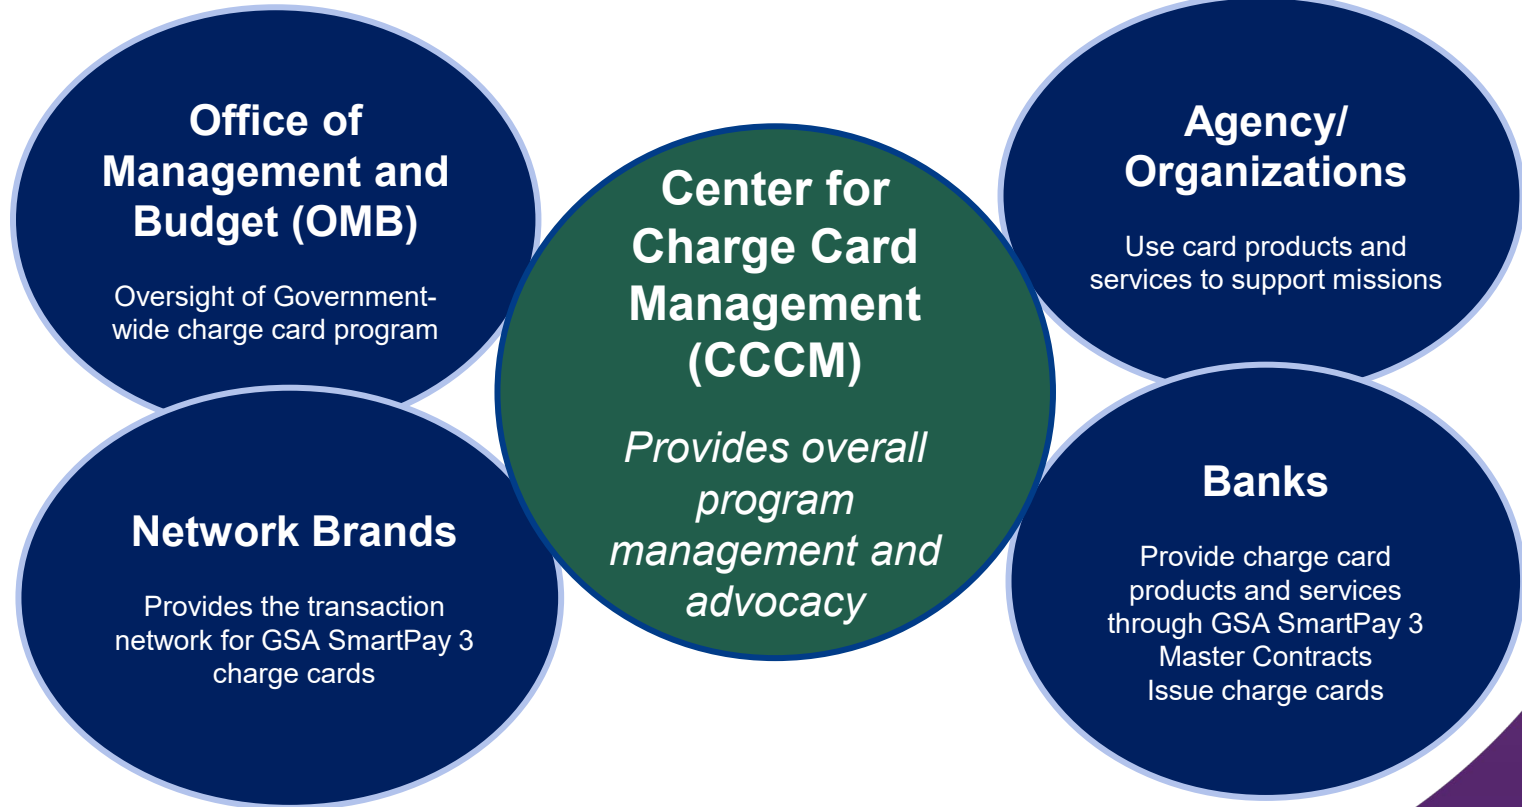 Office of
Management and
Budget (OMB)
Oversight of Government-
wide charge card program
Network Brands
Provides the transaction
network for GSA SmartPay 3
charge cards
Center for
Charge Card
Management
(CCCM)
Provides overall
program
management and
advocacy
Agency/
Organizations
Use card products and
services to support missions
Banks
Provide charge card
products and services
through GSA SmartPay 3
Master Contracts
Issue charge cards